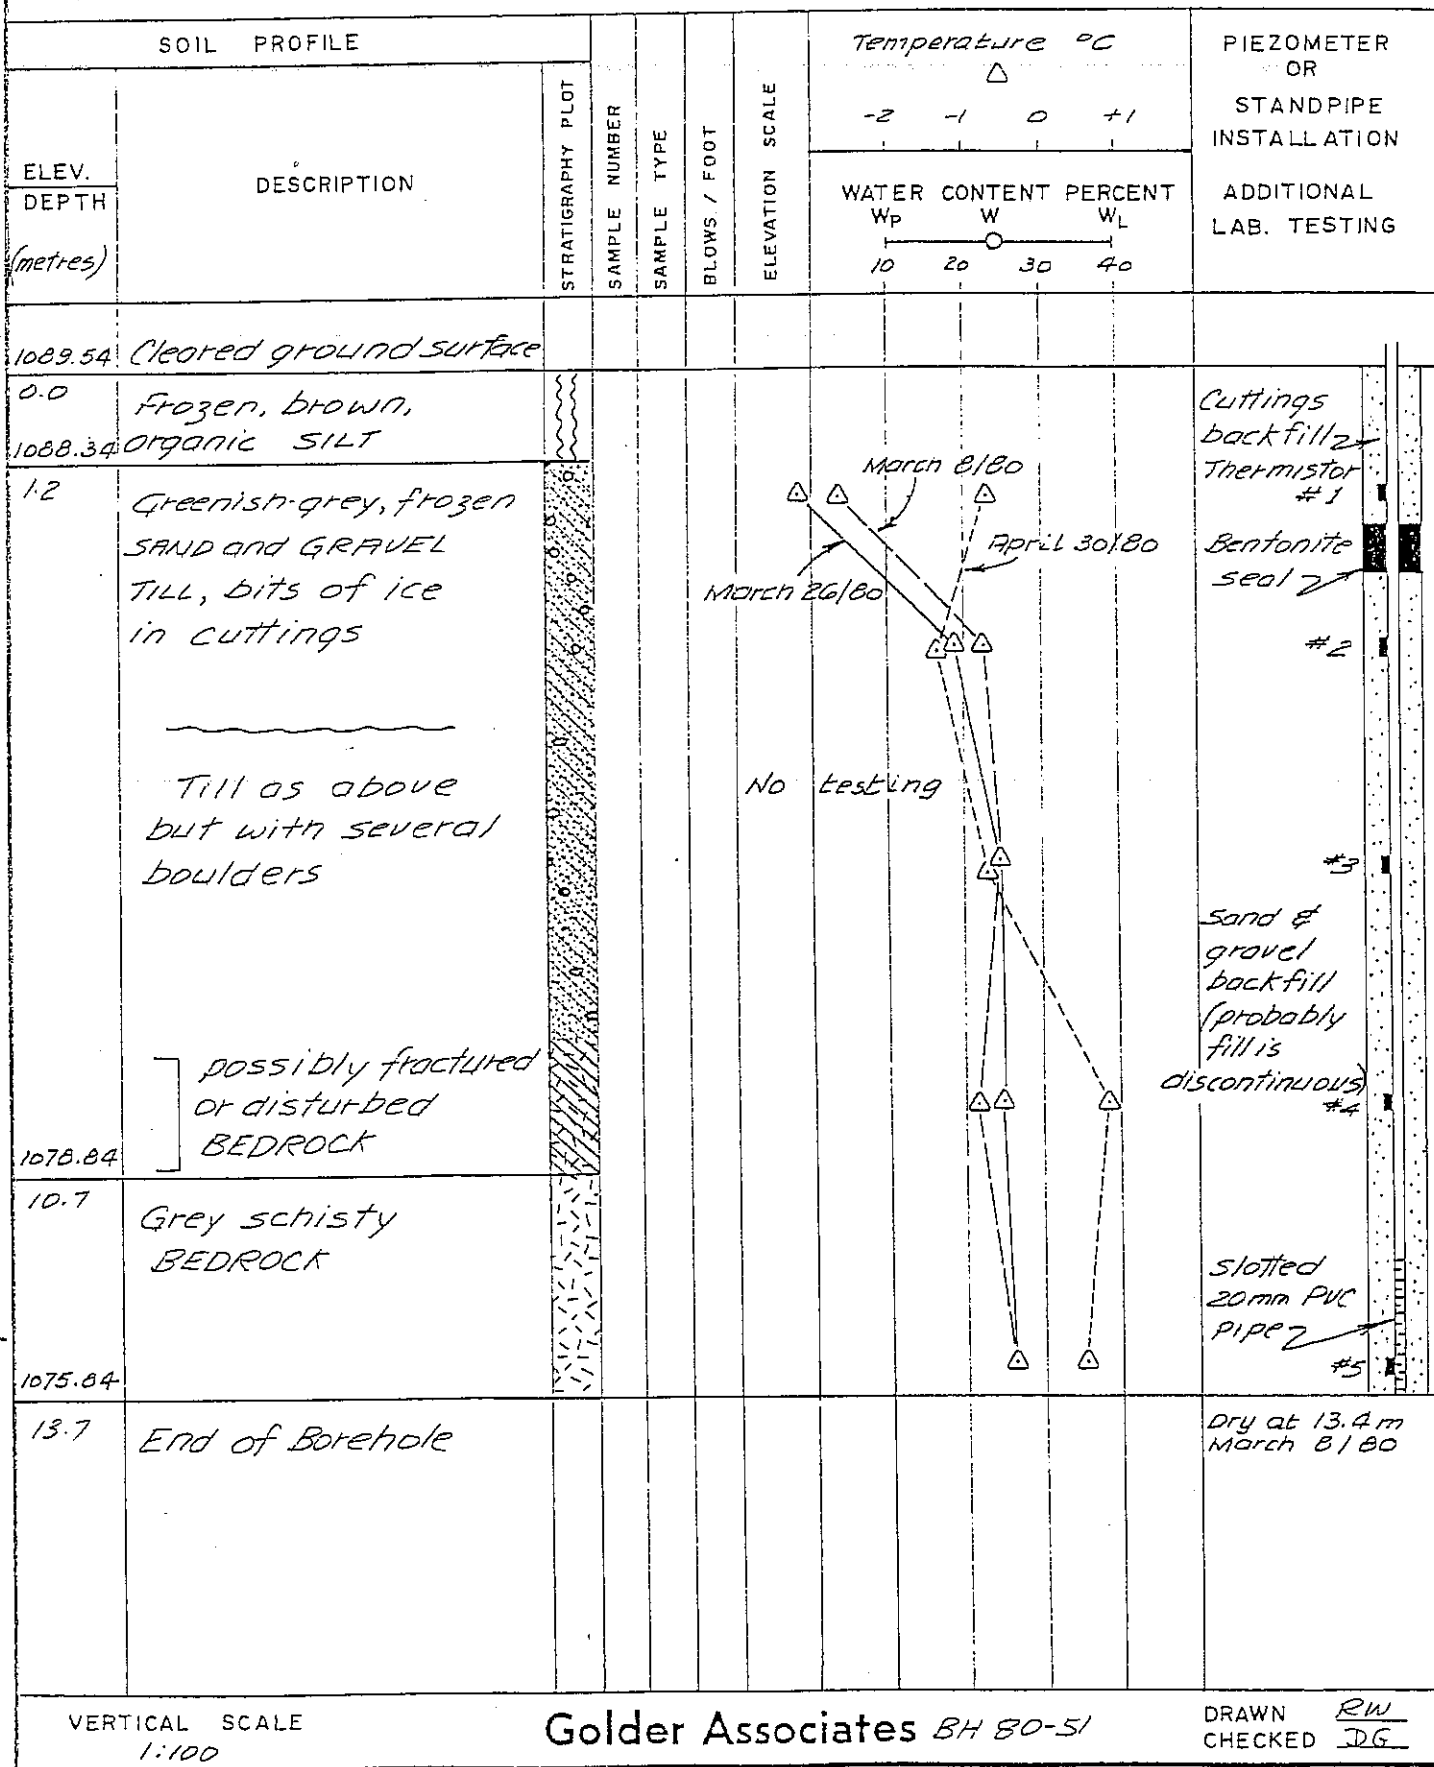 SOIL PROFILE
ELEV.
DEPTH
(metres)
DESCRIPTION
STRATIGRAPHY PLOT
SAMPLE NUMBER
SAMPLE TYPE
BLOWS / FOOT
ELEVATION SCALE
Temperature °C
-2 -1 0 +1
WATER CONTENT PERCENT
WP W WL
10 20 30 40
PIEZOMETER
OR
STANDPIPE
INSTALLATION
ADDITIONAL
LAB. TESTING
1089.54 Cleared ground surface
0.0
Frozen, brown,
1088.34 organic SILT
1.2
Greenish-grey, frozen
SAND and GRAVEL
TILL, bits of ice
in cuttings
Till as above
but with several
boulders
possibly fractured
or disturbed
BEDROCK
1078.84
10.7
Grey schisty
BEDROCK
1075.84
13.7
End of Borehole
March 8/80
April 30/80
March 26/80
No testing
Cuttings
backfill
Thermistor
#1
Bentonite
seal
#2
#3
Sand &
gravel
backfill
(probably
fill is
discontinuous)
#4
Slotted
20mm PVC
pipe
#5
Dry at 13.4 m
March 8/80
VERTICAL SCALE
1:100
Golder Associates BH 80-51
DRAWN RW
CHECKED DG